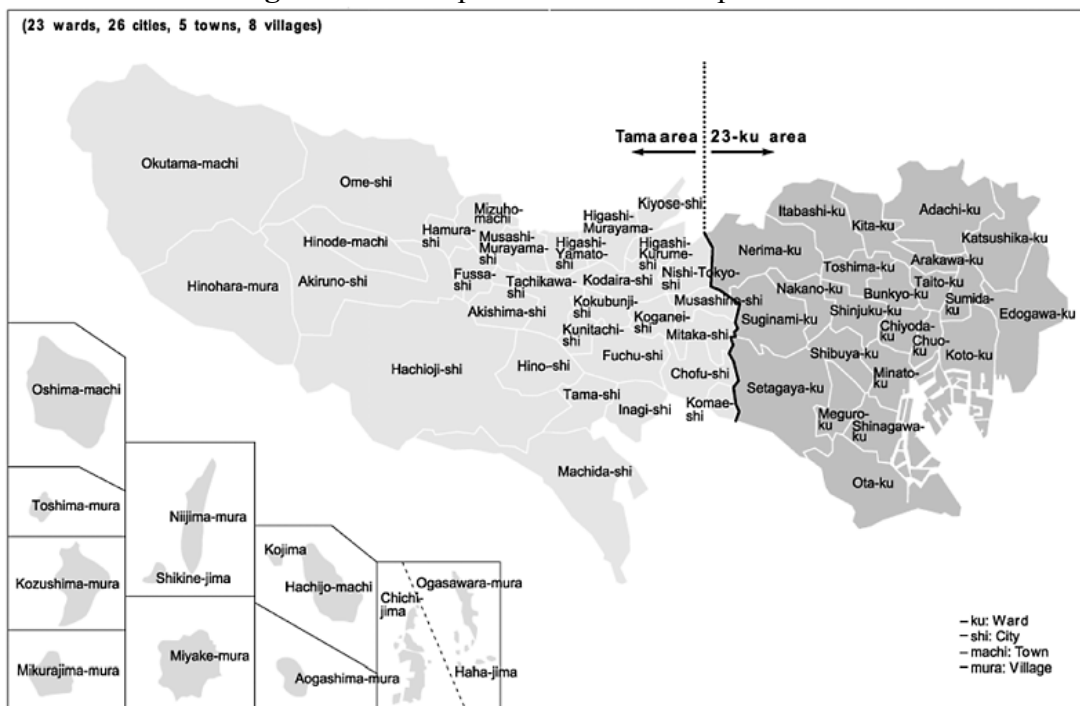 (23 wards, 26 cities, 5 towns, 8 villages)
Tama area
23-ku area
Okutama-machi
Ome-shi
Mizuho-
machi
Hamura-
shi
Musashi-
Murayama-
shi
Hinode-machi
Hinohara-mura
Akiruno-shi
Fussa-
shi
Tachikawa-
shi
Akishima-shi
Higashi-
Yamato-
shi
Higashi-
Murayama-
Kiyose-shi
Higashi-
Kurume-
shi
Kodaira-shi
Nishi-Tokyo-
shi
Kokubunji-
shi
Koganei-
shi
Musashino-shi
Kunitachi-
shi
Mitaka-shi
Fuchu-shi
Hachioji-shi
Hino-shi
Chofu-shi
Tama-shi
Inagi-shi
Komae-
shi
Machida-shi
Itabashi-ku
Kita-ku
Adachi-ku
Katsushika-ku
Nerima-ku
Toshima-ku
Arakawa-ku
Nakano-ku
Bunkyo-ku
Taito-ku
Sumida-
ku
Suginami-ku
Shinjuku-ku
Chiyoda-
ku
Chuo-
ku
Koto-ku
Edogawa-ku
Shibuya-ku
Minato-
ku
Setagaya-ku
Meguro-
ku
Shinagawa-
ku
Ota-ku
Oshima-machi
Toshima-mura
Kozushima-mura
Mikurajima-mura
Niijima-mura
Shikine-jima
Miyake-mura
Kojima
Hachijo-machi
Aogashima-mura
Ogasawara-mura
Chichi-
jima
Haha-jima
– ku: Ward
– shi: City
– machi: Town
– mura: Village